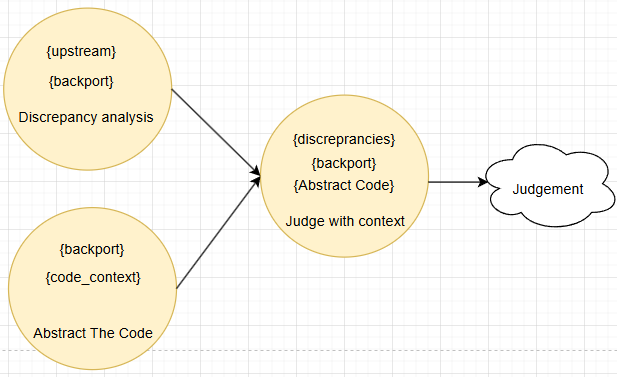 {upstream}
{backport}
Discrepancy analysis
{backport}
{code_context}
Abstract The Code
{discreprancies}
{backport}
{Abstract Code}
Judge with context
Judgement